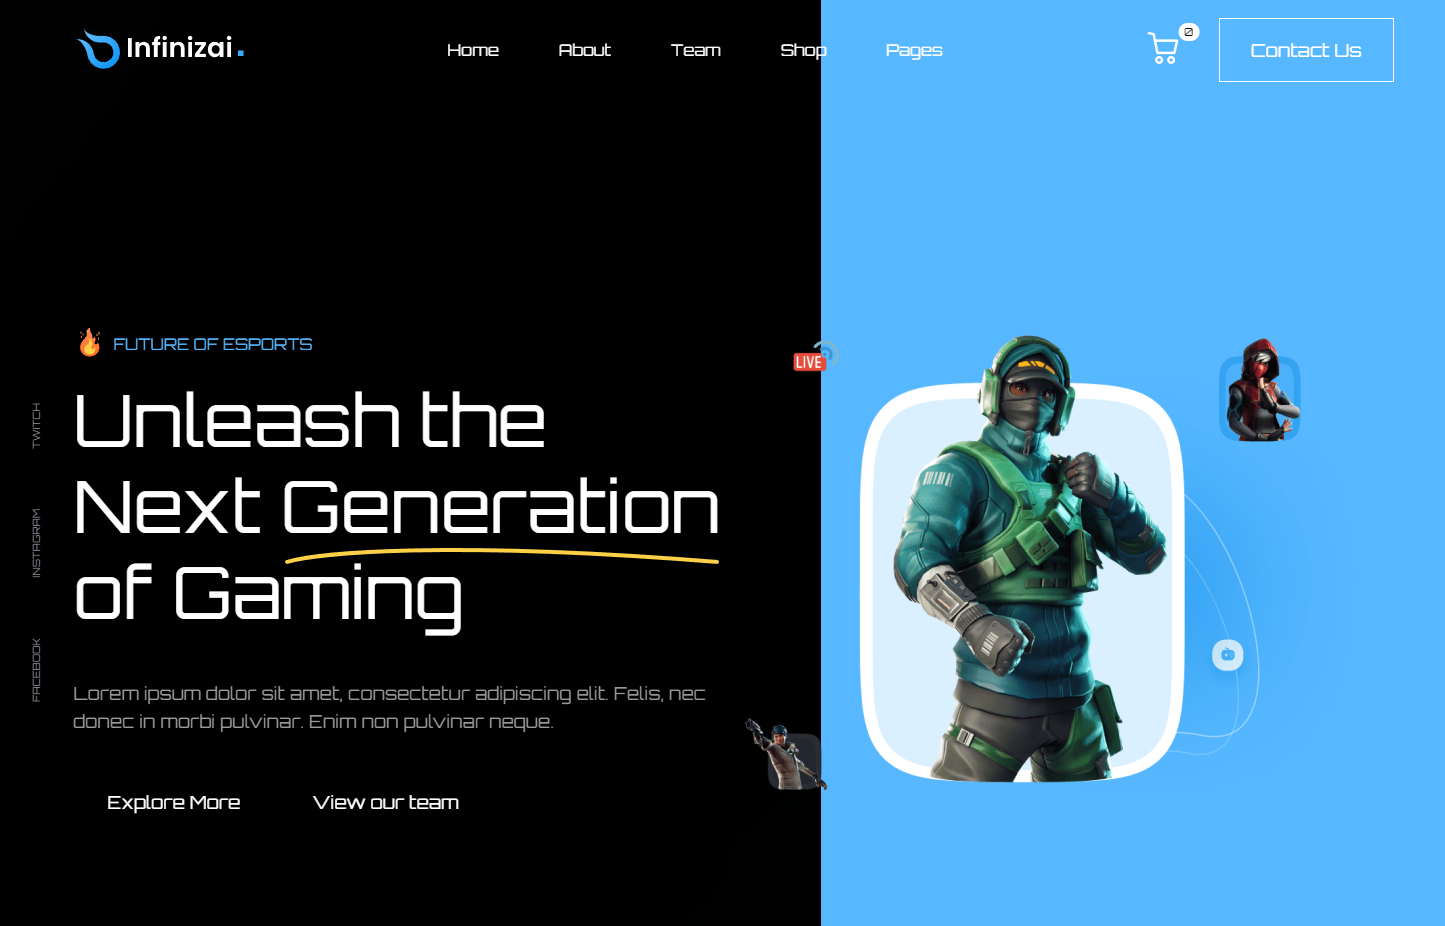 Infinizai.
Home
About
Team
Shop
Pages
0
Contact Us
FUTURE OF ESPORTS
LIVE
Unleash the
Next Generation
of Gaming
TWITCH
INSTAGRAM
FACEBOOK
Lorem ipsum dolor sit amet, consectetur adipiscing elit. Felis, nec
donec in morbi pulvinar. Enim non pulvinar neque.
Explore More
View our team